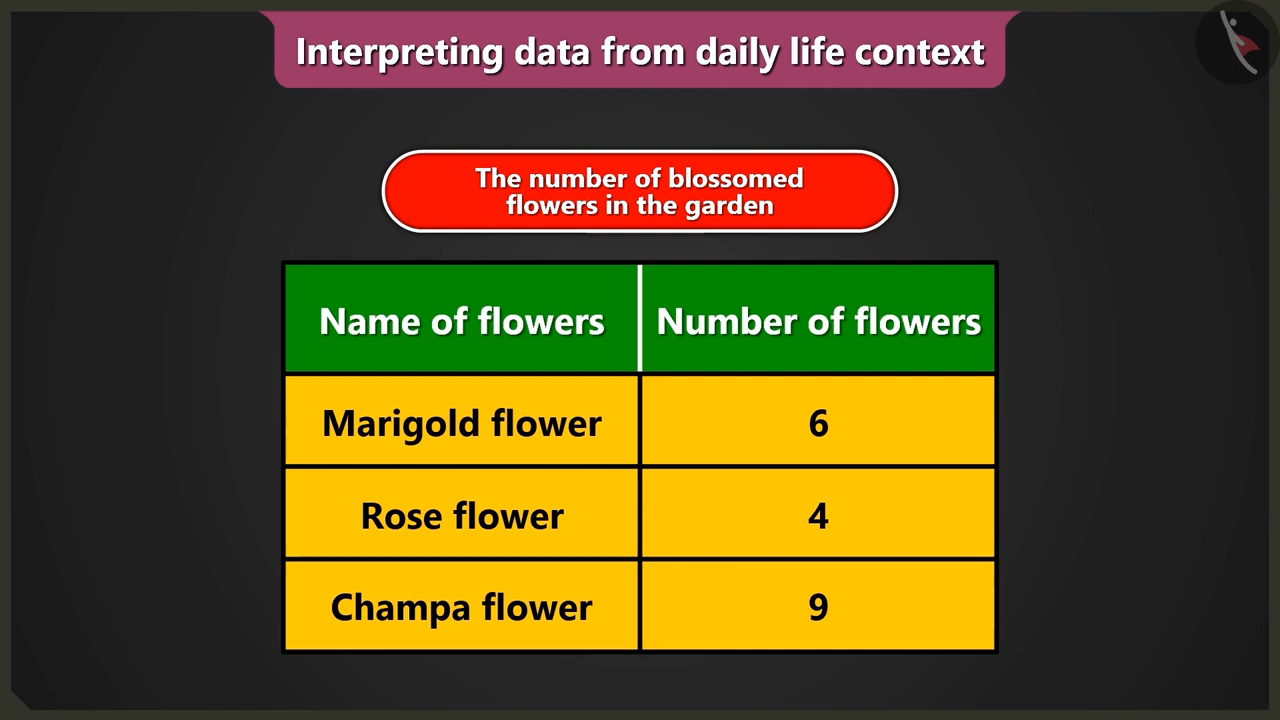 Interpreting data from daily life context
The number of blossomed
flowers in the garden
Name of flowers Number of flowers
Marigold flower 6
Rose flower 4
Champa flower 9